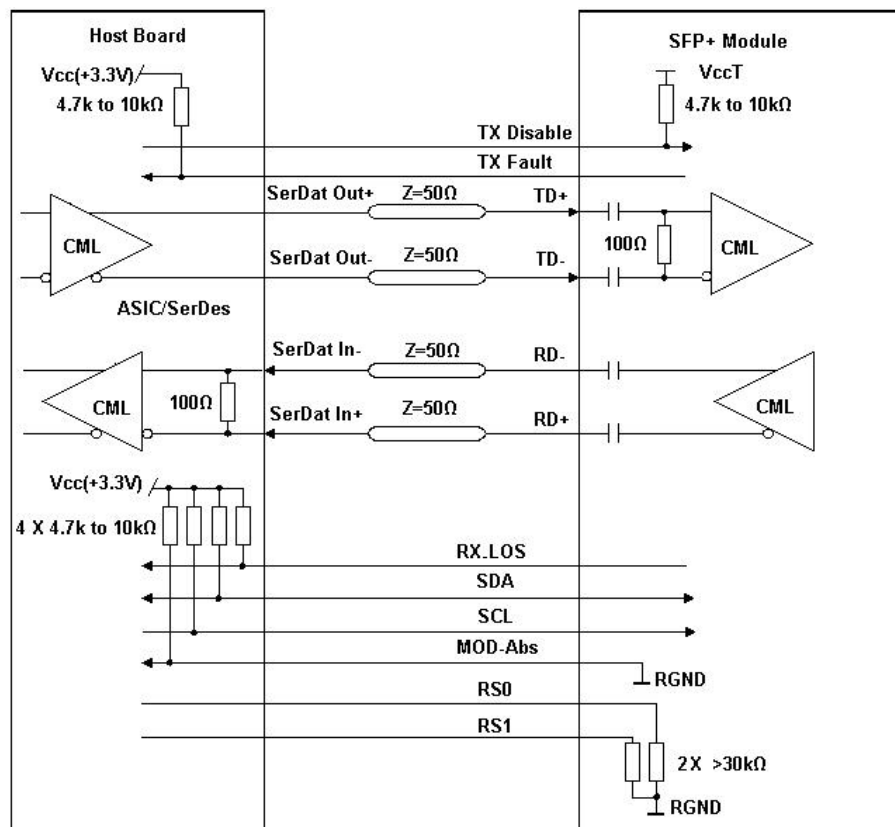 Host Board
SFP+ Module
Vcc(+3.3V)
VccT
4.7k to 10kΩ
4.7k to 10kΩ
TX Disable
TX Fault
SerDat Out+
Z=50Ω
TD+
CML
100Ω
CML
SerDat Out-
Z=50Ω
TD-
ASIC/SerDes
SerDat In-
Z=50Ω
RD-
CML
100Ω
CML
SerDat In+
Z=50Ω
RD+
Vcc(+3.3V)
4 X 4.7k to 10kΩ
RX.LOS
SDA
SCL
MOD-Abs
RGND
RS0
RS1
2X >30kΩ
RGND